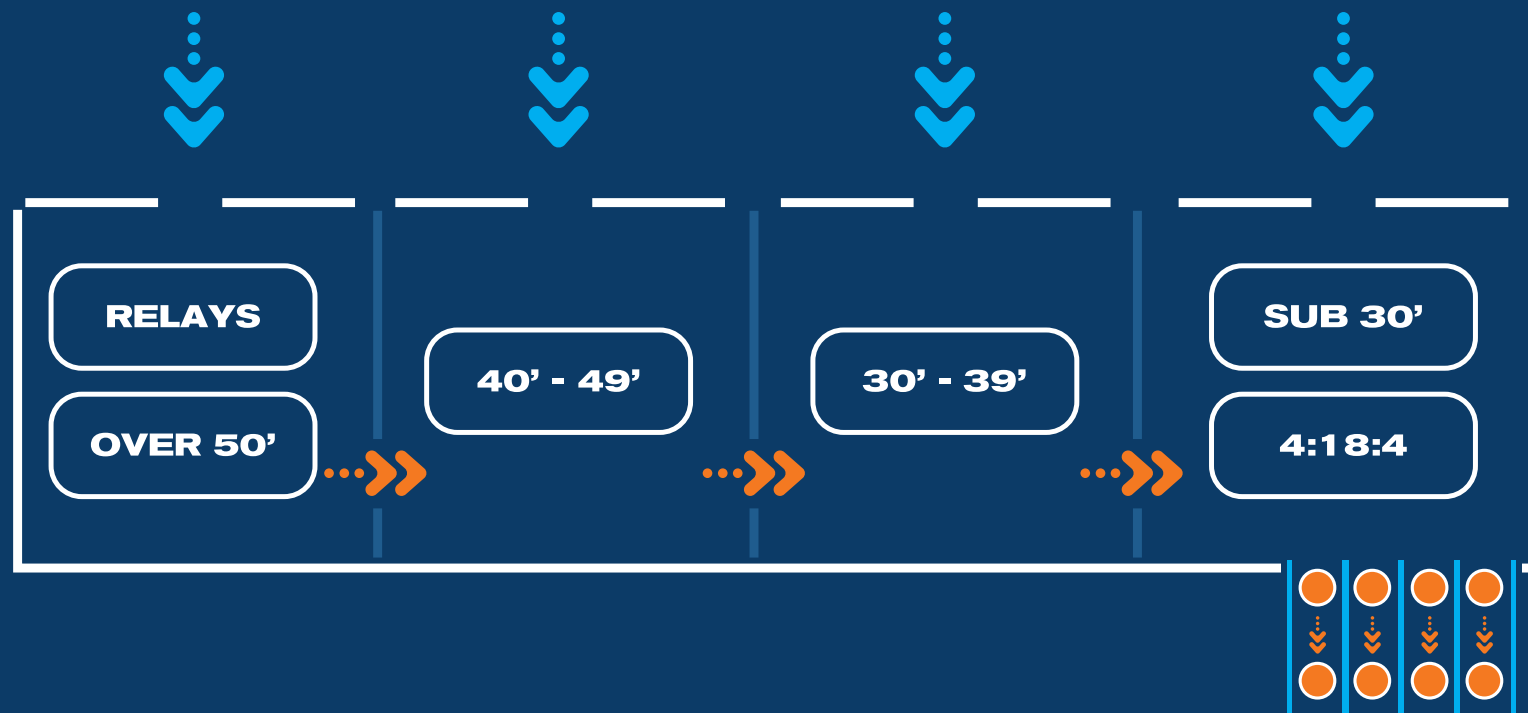 RELAYS
OVER 50’
40’ - 49’
30’ - 39’
SUB 30’
4:18:4